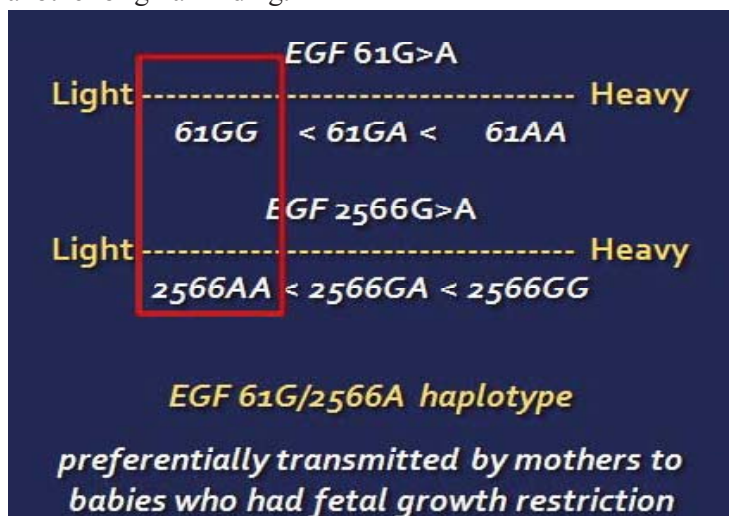 EGF 61G>A
Light ------------------------------------ Heavy
61GG < 61GA < 61AA
EGF 2566G>A
Light ------------------------------------ Heavy
2566AA < 2566GA < 2566GG
EGF 61G/2566A haplotype
preferentially transmitted by mothers to
babies who had fetal growth restriction